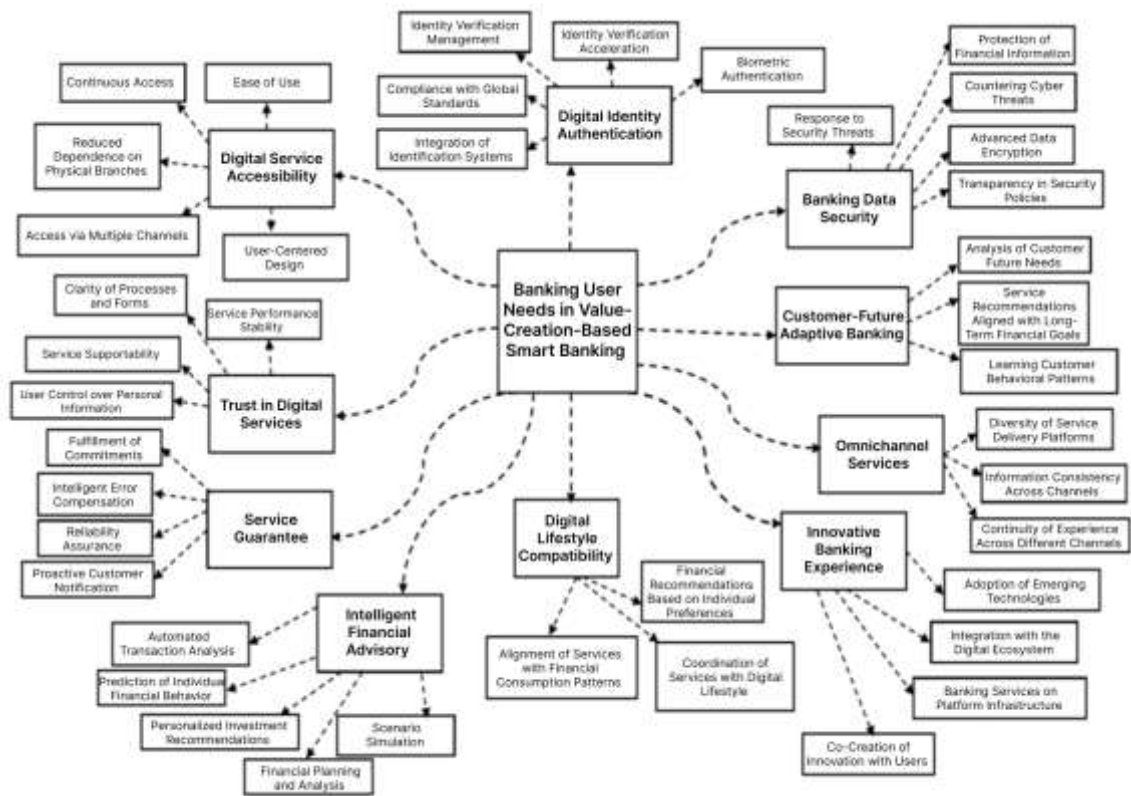 Identity Verification
Management
Identity Verification
Acceleration
Biometric
Authentication
Compliance with Global
Standards
Integration of
Identification Systems
Digital Identity
Authentication
Continuous Access
Ease of Use
Reduced
Dependence on
Physical Branches
Digital Service
Accessibility
Access via Multiple Channels
User-Centered
Design
Protection of
Financial Information
Countering Cyber
Threats
Response to
Security Threats
Advanced Data
Encryption
Transparency in Security
Policies
Banking Data
Security
Banking User
Needs in Value-
Creation-Based
Smart Banking
Analysis of Customer
Future Needs
Customer-Future
Adaptive Banking
Service
Recommendations
Aligned with Long-
Term Financial Goals
Learning Customer
Behavioral Patterns
Clarity of Processes
and Forms
Service Performance
Stability
Service Supportability
User Control over Personal
Information
Trust in Digital
Services
Omnichannel
Services
Diversity of Service
Delivery Platforms
Information Consistency
Across Channels
Continuity of Experience
Across Different Channels
Fulfillment of
Commitments
Intelligent Error
Compensation
Reliability
Assurance
Proactive Customer
Notification
Service
Guarantee
Digital
Lifestyle
Compatibility
Financial
Recommendations
Based on Individual
Preferences
Alignment of Services
with Financial
Consumption Patterns
Coordination of
Services with Digital
Lifestyle
Innovative
Banking
Experience
Adoption of Emerging
Technologies
Integration with the
Digital Ecosystem
Banking Services on
Platform Infrastructure
Co-Creation of
Innovation with Users
Intelligent
Financial
Advisory
Automated
Transaction Analysis
Prediction of Individual
Financial Behavior
Personalized Investment
Recommendations
Scenario
Simulation
Financial Planning
and Analysis